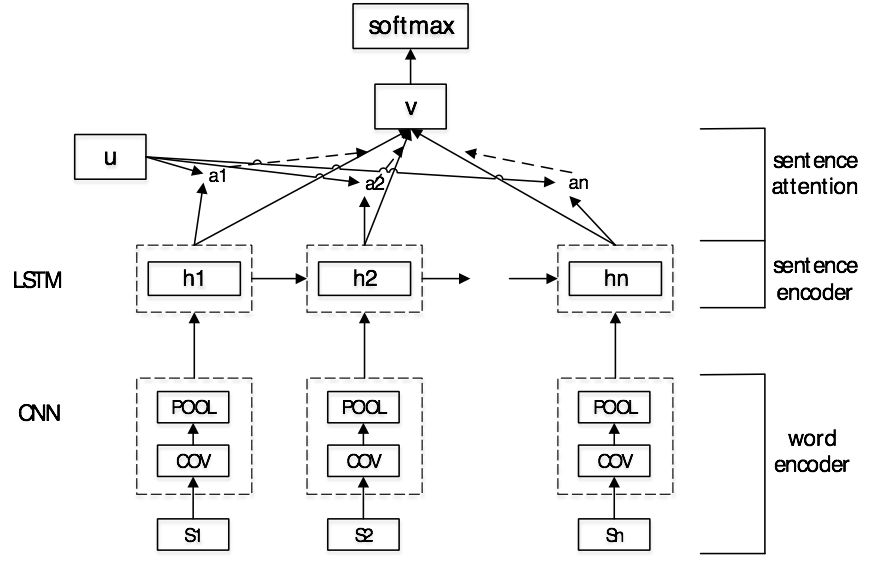 softmax
v
u
a1
a2
an
sentence
attention
LSTM
h1
h2
hn
sentence
encoder
CNN
POOL
POOL
POOL
COV
COV
COV
word
encoder
S1
S2
Sn